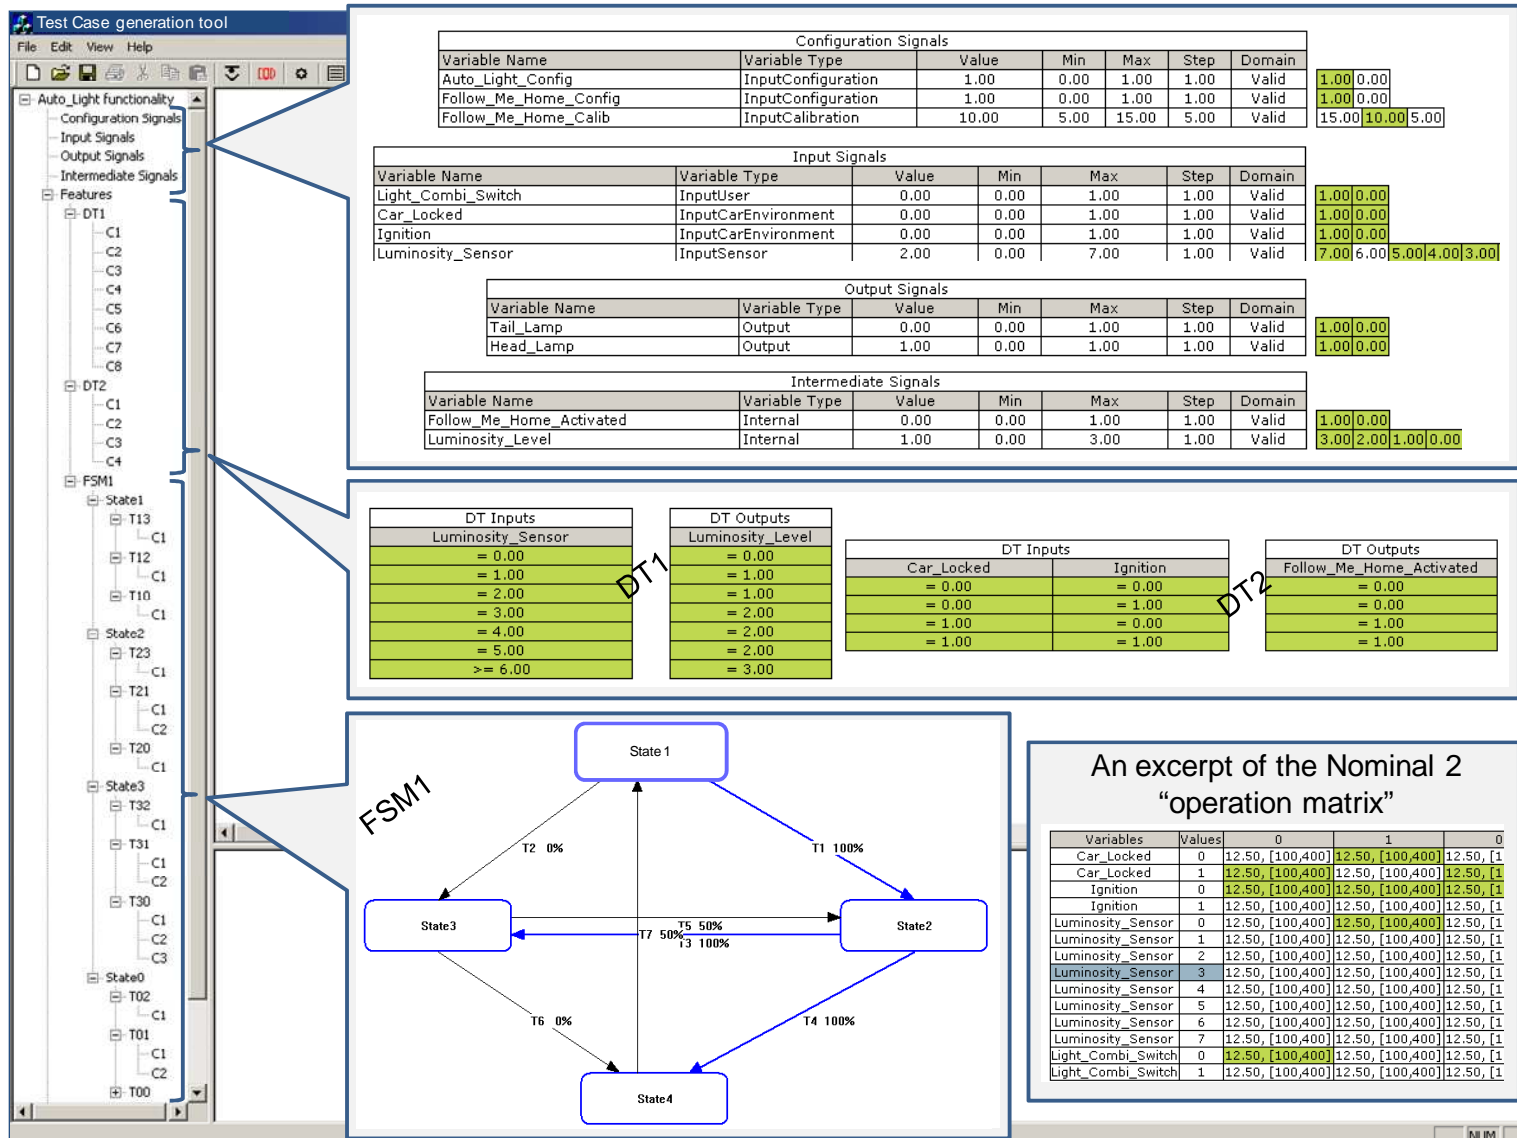 Test Case generation tool
File Edit View Help
Auto_Light functionality
Configuration Signals
Input Signals
Output Signals
Intermediate Signals
Features
DT1
C1
C2
C3
C4
C5
C6
C7
C8
DT2
C1
C2
C3
C4
FSM1
State1
T13
C1
T12
C1
T10
C1
State2
T23
C1
T21
C1
C2
T20
C1
State3
T32
C1
T31
C1
C2
T30
C1
C2
C3
State0
T02
C1
T01
C1
C2
T00
Configuration Signals
Variable Name Variable Type Value Min Max Step Domain
Auto_Light_Config InputConfiguration 1.00 0.00 1.00 1.00 Valid 1.00 0.00
Follow_Me_Home_Config InputConfiguration 1.00 0.00 1.00 1.00 Valid 1.00 0.00
Follow_Me_Home_Calib InputCalibration 10.00 5.00 15.00 5.00 Valid 15.00 10.00 5.00
Input Signals
Variable Name Variable Type Value Min Max Step Domain
Light_Combi_Switch InputUser 0.00 0.00 1.00 1.00 Valid 1.00 0.00
Car_Locked InputCarEnvironment 0.00 0.00 1.00 1.00 Valid 1.00 0.00
Ignition InputCarEnvironment 0.00 0.00 1.00 1.00 Valid 1.00 0.00
Luminosity_Sensor InputSensor 2.00 0.00 7.00 1.00 Valid 7.00 6.00 5.00 4.00 3.00
Output Signals
Variable Name Variable Type Value Min Max Step Domain
Tail_Lamp Output 0.00 0.00 1.00 1.00 Valid 1.00 0.00
Head_Lamp Output 1.00 0.00 1.00 1.00 Valid 1.00 0.00
Intermediate Signals
Variable Name Variable Type Value Min Max Step Domain
Follow_Me_Home_Activated Internal 0.00 0.00 1.00 1.00 Valid 1.00 0.00
Luminosity_Level Internal 1.00 0.00 3.00 1.00 Valid 3.00 2.00 1.00 0.00
DT1
DT Inputs DT Outputs
Luminosity_Sensor Luminosity_Level
= 0.00 = 0.00
= 1.00 = 1.00
= 2.00 = 1.00
= 3.00 = 2.00
= 4.00 = 2.00
= 5.00 = 2.00
>= 6.00 = 3.00
DT2
DT Inputs DT Outputs
Car_Locked Ignition Follow_Me_Home_Activated
= 0.00 = 0.00 = 0.00
= 0.00 = 1.00 = 0.00
= 1.00 = 0.00 = 1.00
= 1.00 = 1.00 = 1.00
FSM1
State 1
T2 0%
T1 100%
State3
T5 50%
T7 50%
T3 100%
State2
T6 0%
T4 100%
State4
An excerpt of the Nominal 2
“operation matrix”
Variables Values 0 1 0
Car_Locked 0 12.50, [100,400] 12.50, [100,400] 12.50, [1
Car_Locked 1 12.50, [100,400] 12.50, [100,400] 12.50, [1
Ignition 0 12.50, [100,400] 12.50, [100,400] 12.50, [1
Ignition 1 12.50, [100,400] 12.50, [100,400] 12.50, [1
Luminosity_Sensor 0 12.50, [100,400] 12.50, [100,400] 12.50, [1
Luminosity_Sensor 1 12.50, [100,400] 12.50, [100,400] 12.50, [1
Luminosity_Sensor 2 12.50, [100,400] 12.50, [100,400] 12.50, [1
Luminosity_Sensor 3 12.50, [100,400] 12.50, [100,400] 12.50, [1
Luminosity_Sensor 4 12.50, [100,400] 12.50, [100,400] 12.50, [1
Luminosity_Sensor 5 12.50, [100,400] 12.50, [100,400] 12.50, [1
Luminosity_Sensor 6 12.50, [100,400] 12.50, [100,400] 12.50, [1
Luminosity_Sensor 7 12.50, [100,400] 12.50, [100,400] 12.50, [1
Light_Combi_Switch 0 12.50, [100,400] 12.50, [100,400] 12.50, [1
Light_Combi_Switch 1 12.50, [100,400] 12.50, [100,400] 12.50, [1
NUM